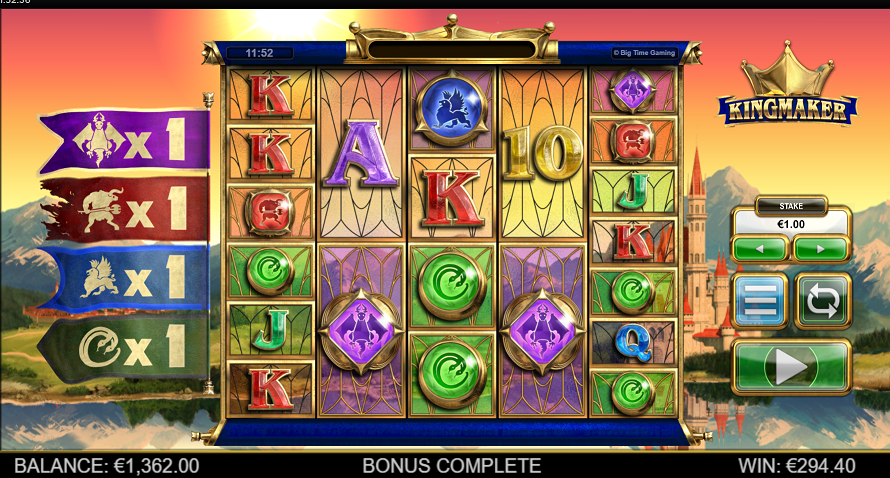 11:52
© Big Time Gaming
KINGMAKER
x 1
x 1
x 1
x 1
K
K
J
K
A
K
10
J
K
Q
STAKE
€1.00
BALANCE: €1,362.00
BONUS COMPLETE
WIN: €294.40